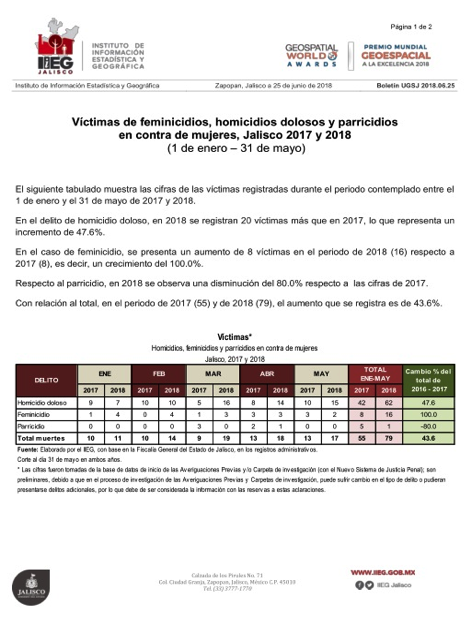 Página 1 de 2
IIEG
JALISCO
INSTITUTO DE
INFORMACIÓN
ESTADÍSTICA Y
GEOGRÁFICA
GEOSPATIAL
WORLD
AWARDS
PREMIO MUNDIAL
GEOESPACIAL
A LA EXCELENCIA 2018
Instituto de Información Estadística y Geográfica Zapopan, Jalisco a 25 de junio de 2018 Boletín UGSJ 2018.06.25
Víctimas de feminicidios, homicidios dolosos y parricidios
en contra de mujeres, Jalisco 2017 y 2018
(1 de enero – 31 de mayo)
El siguiente tabulado muestra las cifras de las víctimas registradas durante el periodo contemplado entre el
1 de enero y el 31 de mayo de 2017 y 2018.
En el delito de homicidio doloso, en 2018 se registran 20 víctimas más que en 2017, lo que representa un
incremento de 47.6%.
En el caso de feminicidio, se presenta un aumento de 8 víctimas en el periodo de 2018 (16) respecto a
2017 (8), es decir, un crecimiento del 100.0%.
Respecto al parricidio, en 2018 se observa una disminución del 80.0% respecto a las cifras de 2017.
Con relación al total, en el periodo de 2017 (55) y de 2018 (79), el aumento que se registra es de 43.6%.
Víctimas*
Homicidios, feminicidios y parricidios en contra de mujeres
Jalisco, 2017 y 2018
DELITO ENE FEB MAR ABR MAY TOTAL ENE-MAY Cambio % del total de 2016 - 2017
2017 2018 2017 2018 2017 2018 2017 2018 2017 2018 2017 2018
Homicidio doloso 9 7 10 10 5 16 8 14 10 15 42 62 47.6
Feminicidio 1 4 0 4 1 3 3 3 3 2 8 16 100.0
Parricidio 0 0 0 0 3 0 2 1 0 0 5 1 -80.0
Total muertes 10 11 10 14 9 19 13 18 13 17 55 79 43.6
Fuente: Elaborada por el IIEG, con base en la Fiscalía General del Estado de Jalisco, en los registros administrativos.
Corte al día 31 de mayo en ambos años.
* Las cifras fueron tomadas de la base de datos de inicio de las Averiguaciones Previas y/o Carpeta de investigación (con el Nuevo Sistema de Justicia Penal); son
preliminares, debido a que en el proceso de investigación de las Averiguaciones Previas y Carpetas de investigación, puede sufrir cambio en el tipo de delito o pudieran
presentarse delitos adicionales, por lo que debe de ser considerada la información con las reservas a estas aclaraciones.
JALISCO
Calzada de los Pirules No. 71
Col. Ciudad Granja, Zapopan, Jalisco, México C.P. 45010
Tel. (33) 3777-1770
WWW.IIEG.GOB.MX
IIEG Jalisco